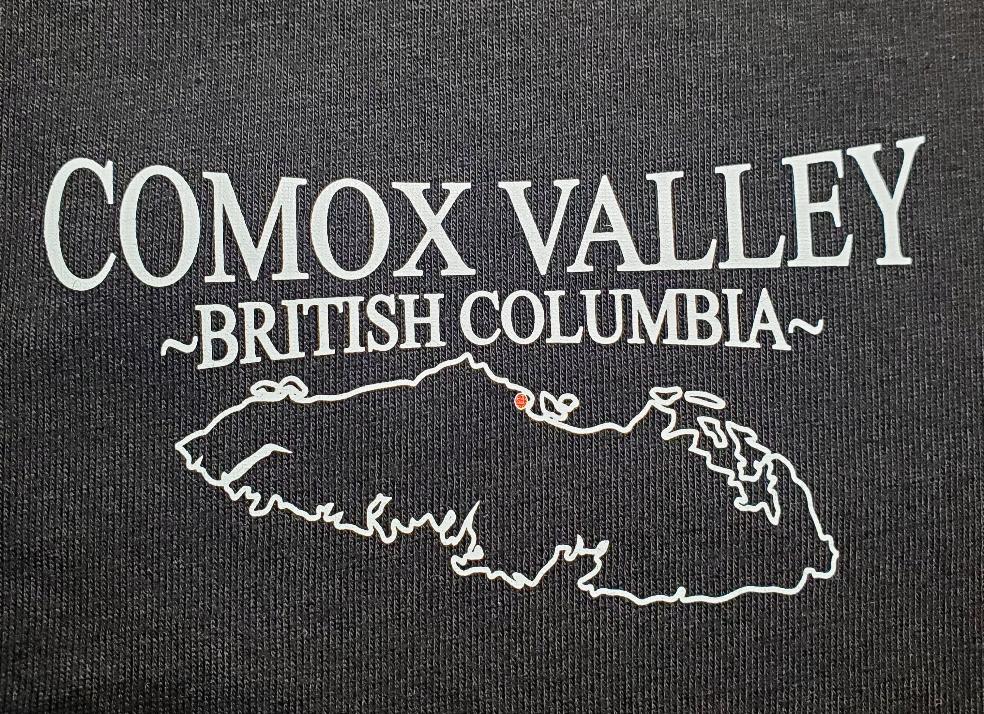 COMOX VALLEY
~BRITISH COLUMBIA~